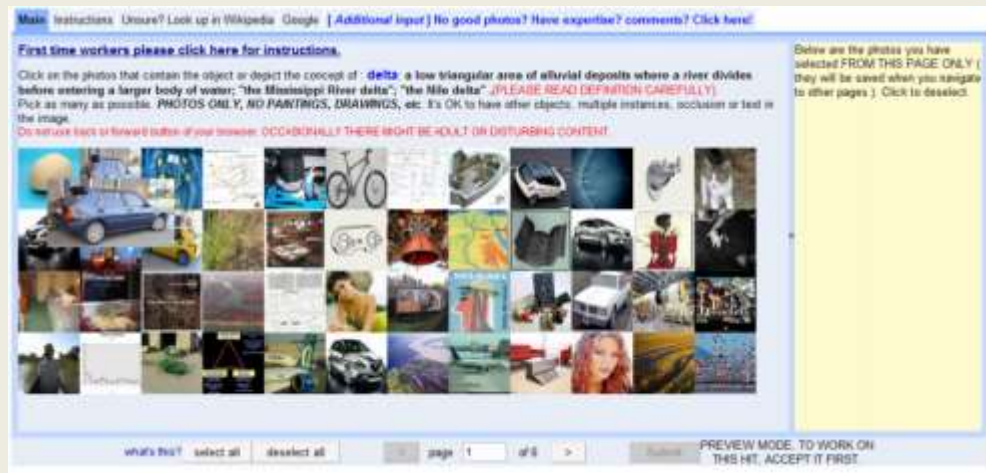 Main Instructions Unsure? Look up in Wikipedia Google [ Additional input ] No good photos? Have expertise? comments? Click here!
First time workers please click here for instructions.
Click on the photos that contain the object or depict the concept of : delta: a low triangular area of alluvial deposits where a river divides
before entering a larger body of water; "the Mississippi River delta"; "the Nile delta" .(PLEASE READ DEFINITION CAREFULLY)
Pick as many as possible. PHOTOS ONLY, NO PAINTINGS, DRAWINGS, etc. It's OK to have other objects, multiple instances, occlusion or text in
the image.
Do not use back or forward button of your browser. OCCASIONALLY THERE MIGHT BE ADULT OR DISTURBING CONTENT.
Below are the photos you have
selected FROM THIS PAGE ONLY (
they will be saved when you navigate
to other pages ). Click to deselect.
what's this? select all deselect all < page 1 of 8 > Submit
PREVIEW MODE. TO WORK ON
THIS HIT, ACCEPT IT FIRST.